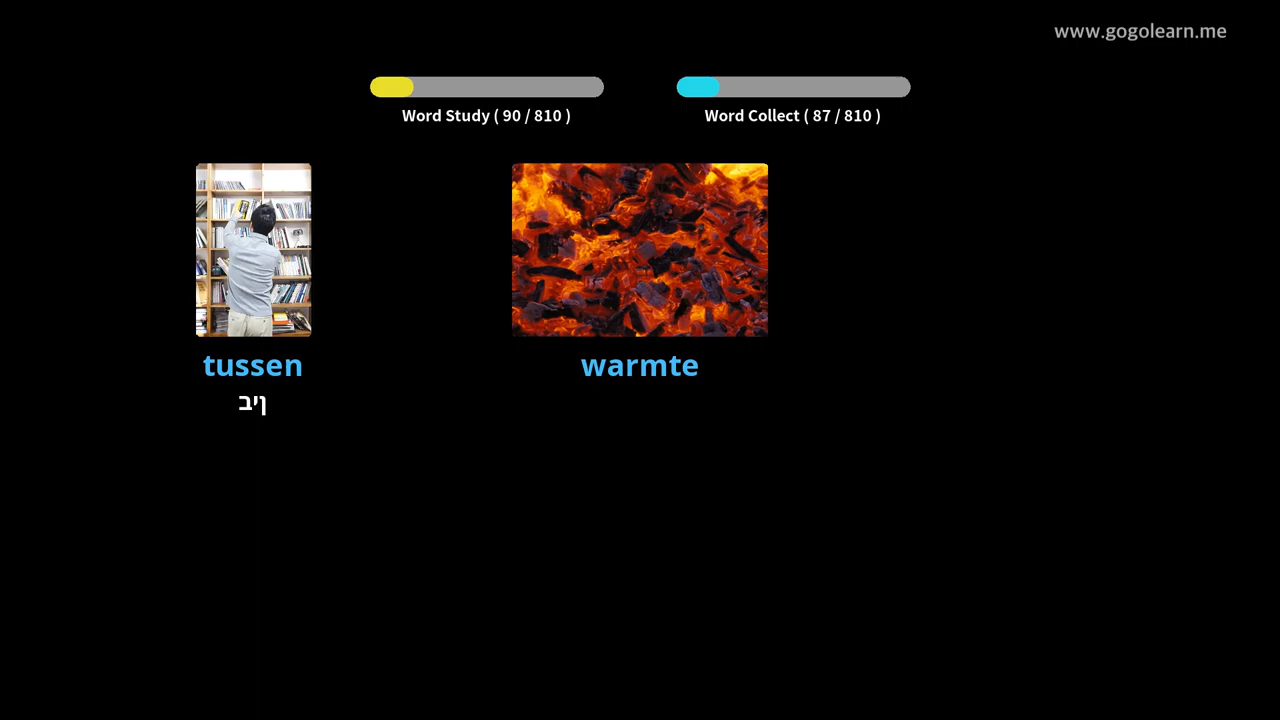 www.gogolearn.me
Word Study ( 90 / 810 )
Word Collect ( 87 / 810 )
tussen
בין
warmte